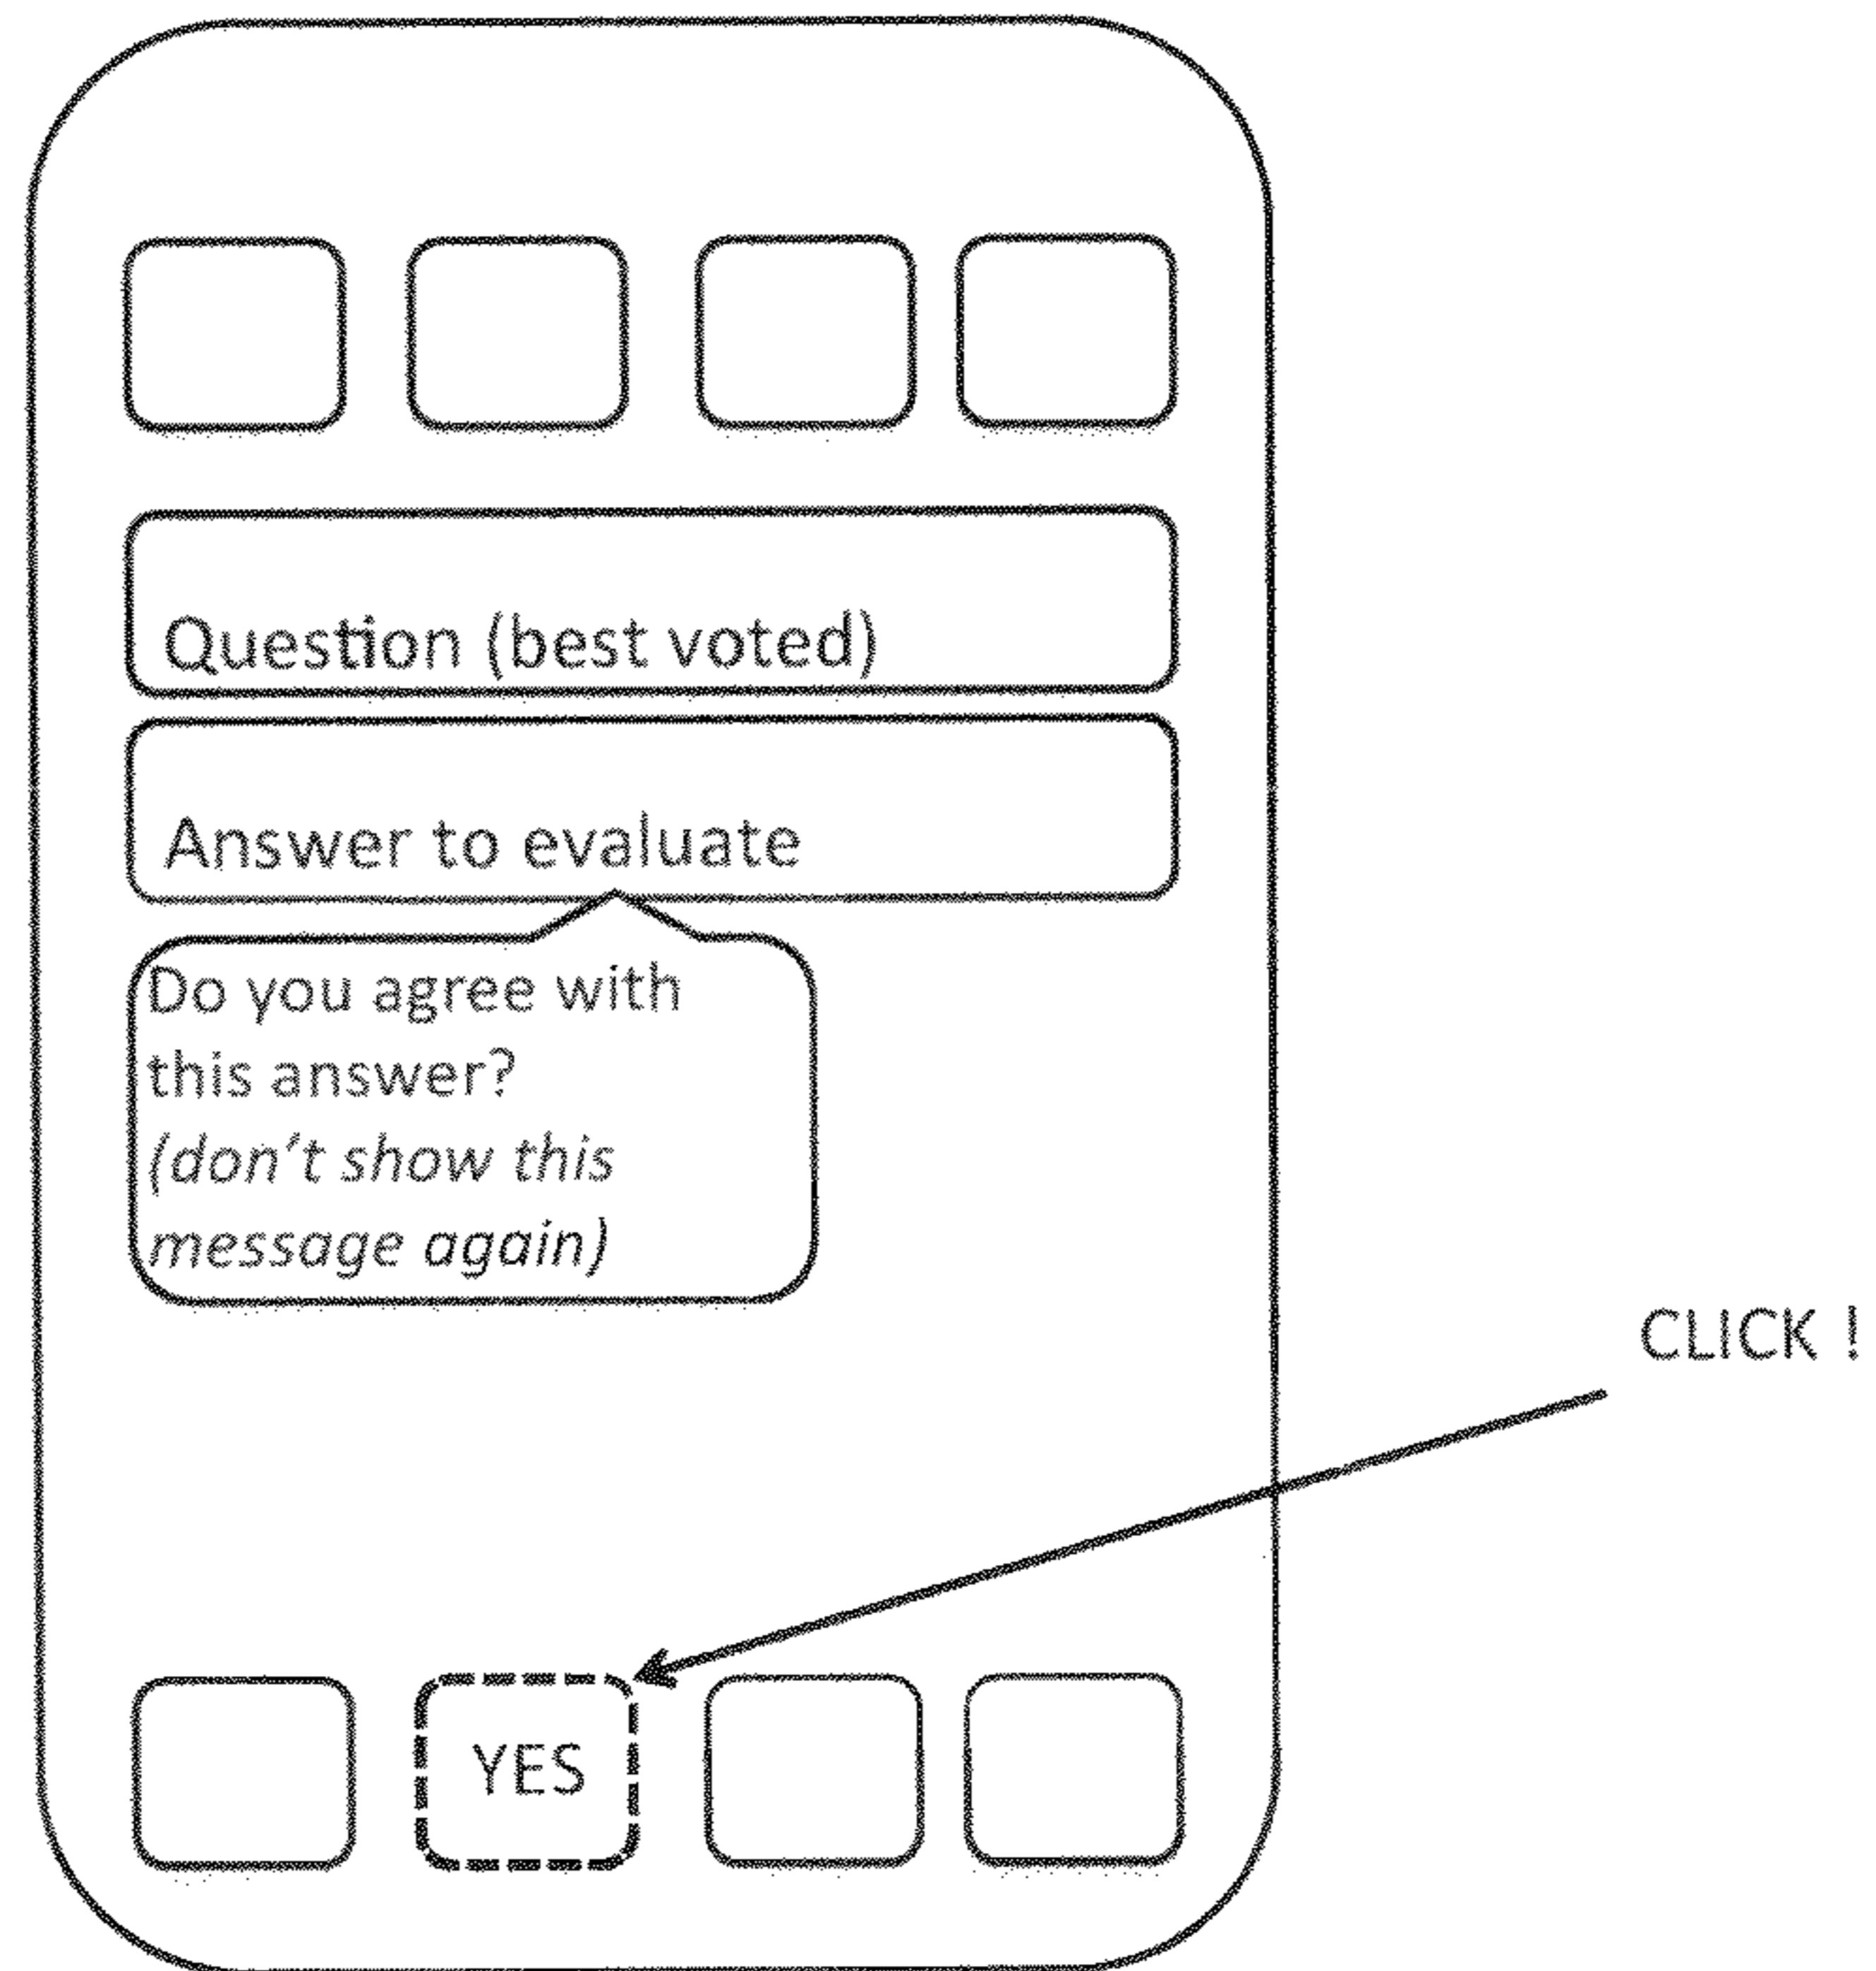 Question (best voted)
Answer to evaluate
Do you agree with
this answer?
(don't show this
message again)
CLICK !
YES